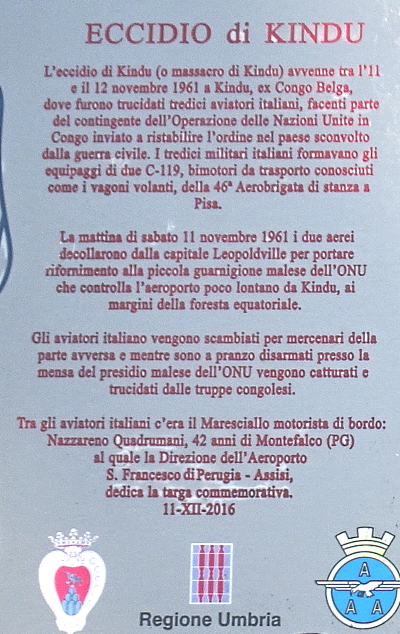 ECCIDIO di KINDU
L'eccidio di Kindu (o massacro di Kindu) avvenne tra l'11
e il 12 novembre 1961 a Kindu, ex Congo Belga,
dove furono trucidati tredici aviatori italiani, facenti parte
del contingente dell'Operazione delle Nazioni Unite in
Congo inviato a ristabilire l'ordine nel paese sconvolto
dalla guerra civile. I tredici militari italiani formavano gli
equipaggi di due C-119, bimotori da trasporto conosciuti
come i vagoni volanti, della 46ª Aerobrigata di stanza a
Pisa.
La mattina di sabato 11 novembre 1961 i due aerei
decollarono dalla capitale Leopoldville per portare
rifornimento alla piccola guarnigione malese dell'ONU
che controlla l'aeroporto poco lontano da Kindu, ai
margini della foresta equatoriale.
Gli aviatori italiano vengono scambiati per mercenari della
parte avversa e mentre sono a pranzo disarmati presso la
mensa del presidio malese dell'ONU vengono catturati e
trucidati dalle truppe congolesi.
Tra gli aviatori italiani c'era il Maresciallo motorista di bordo:
Nazzareno Quadrumani, 42 anni di Montefalco (PG)
al quale la Direzione dell'Aeroporto
S. Francesco di Perugia - Assisi,
dedica la targa commemorativa.
11-XII-2016
Regione Umbria
A
A A